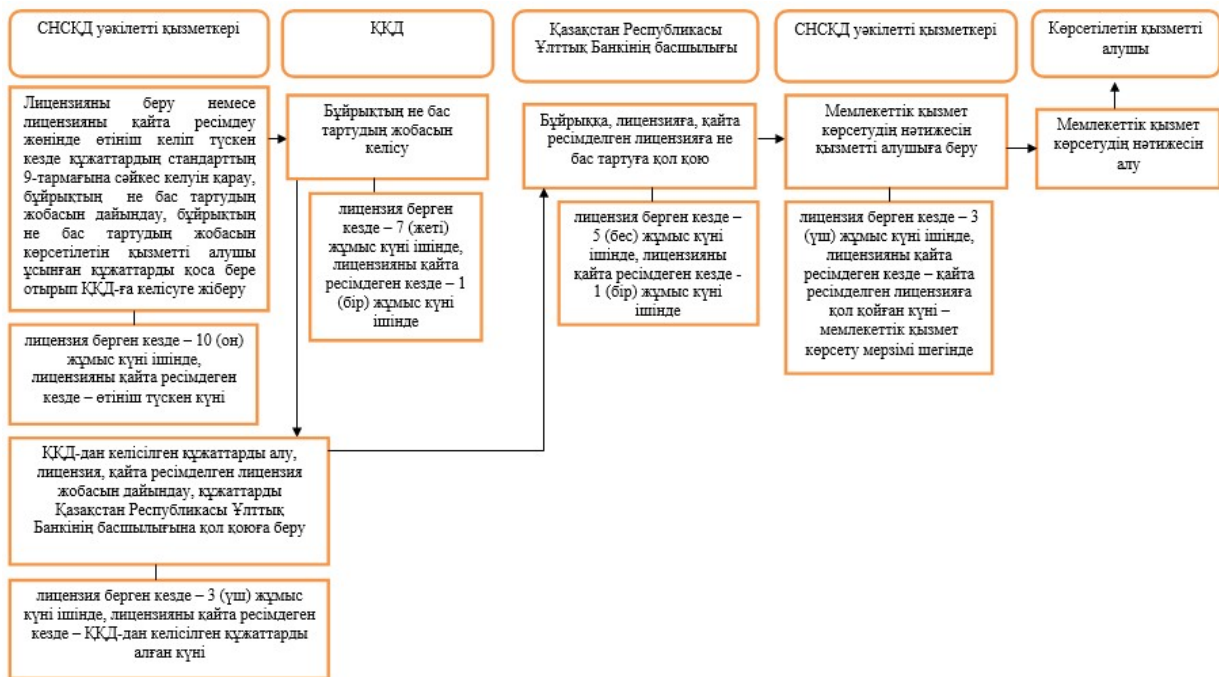 СНСҚД уәкілетті қызметкері
ҚҚД
Қазақстан Республикасы
Ұлттық Банкінің басшылығы
СНСҚД уәкілетті қызметкері
Көрсетілетін қызметті
алушы
Лицензияны беру немесе
лицензияны қайта ресімдеу
жөнінде өтініш келіп түскен
кезде құжаттардың стандарттың
9-тармағына сәйкес келуін қарау,
бұйрықтың не бас тартудың
жобасын дайындау, бұйрықтың
не бас тартудың жобасын
көрсетілетін қызметті алушы
ұсынған құжаттарды қоса бере
отырып ҚҚД-ға келісуге жіберу
лицензия берген кезде – 10 (он)
жұмыс күні ішінде,
лицензияны қайта ресімдеген
кезде – өтініш түскен күні
Бұйрықтың не бас
тартудың жобасын
келісу
лицензия берген
кезде – 7 (жеті)
жұмыс күні ішінде,
лицензияны қайта
ресімдеген кезде – 1
(бір) жұмыс күні
ішінде
ҚҚД-дан келісілген құжаттарды алу,
лицензия, қайта ресімделген лицензия
жобасын дайындау, құжаттарды
Қазақстан Республикасы Ұлттық
Банкінің басшылығына қол қоюға беру
лицензия берген кезде – 3 (үш) жұмыс
күні ішінде, лицензияны қайта ресімдеген
кезде – ҚҚД-дан келісілген құжаттарды
алған күні
Бұйрыққа, лицензияға, қайта
ресімделген лицензияға не
бас тартуға қол қою
лицензия берген кезде –
5 (бес) жұмыс күні
ішінде, лицензияны
қайта ресімдеген кезде -
1 (бір) жұмыс күні
ішінде
Мемлекеттік қызмет
көрсетудің нәтижесін
қызметті алушыға беру
лицензия берген кезде – 3
(үш) жұмыс күні ішінде,
лицензияны қайта
ресімдеген кезде – қайта
ресімделген лицензияға
қол қойған күні –
мемлекеттік қызмет
көрсету мерзімі шегінде
Мемлекеттік қызмет
көрсетудің нәтижесін
алу